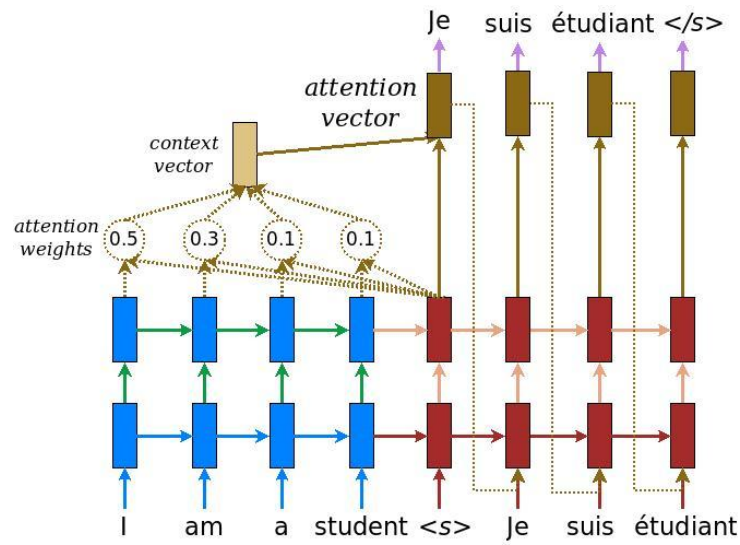 Je suis étudiant </s>
attention
vector
context
vector
attention
weights
0.5 0.3 0.1 0.1
I am a student <s> Je suis étudiant